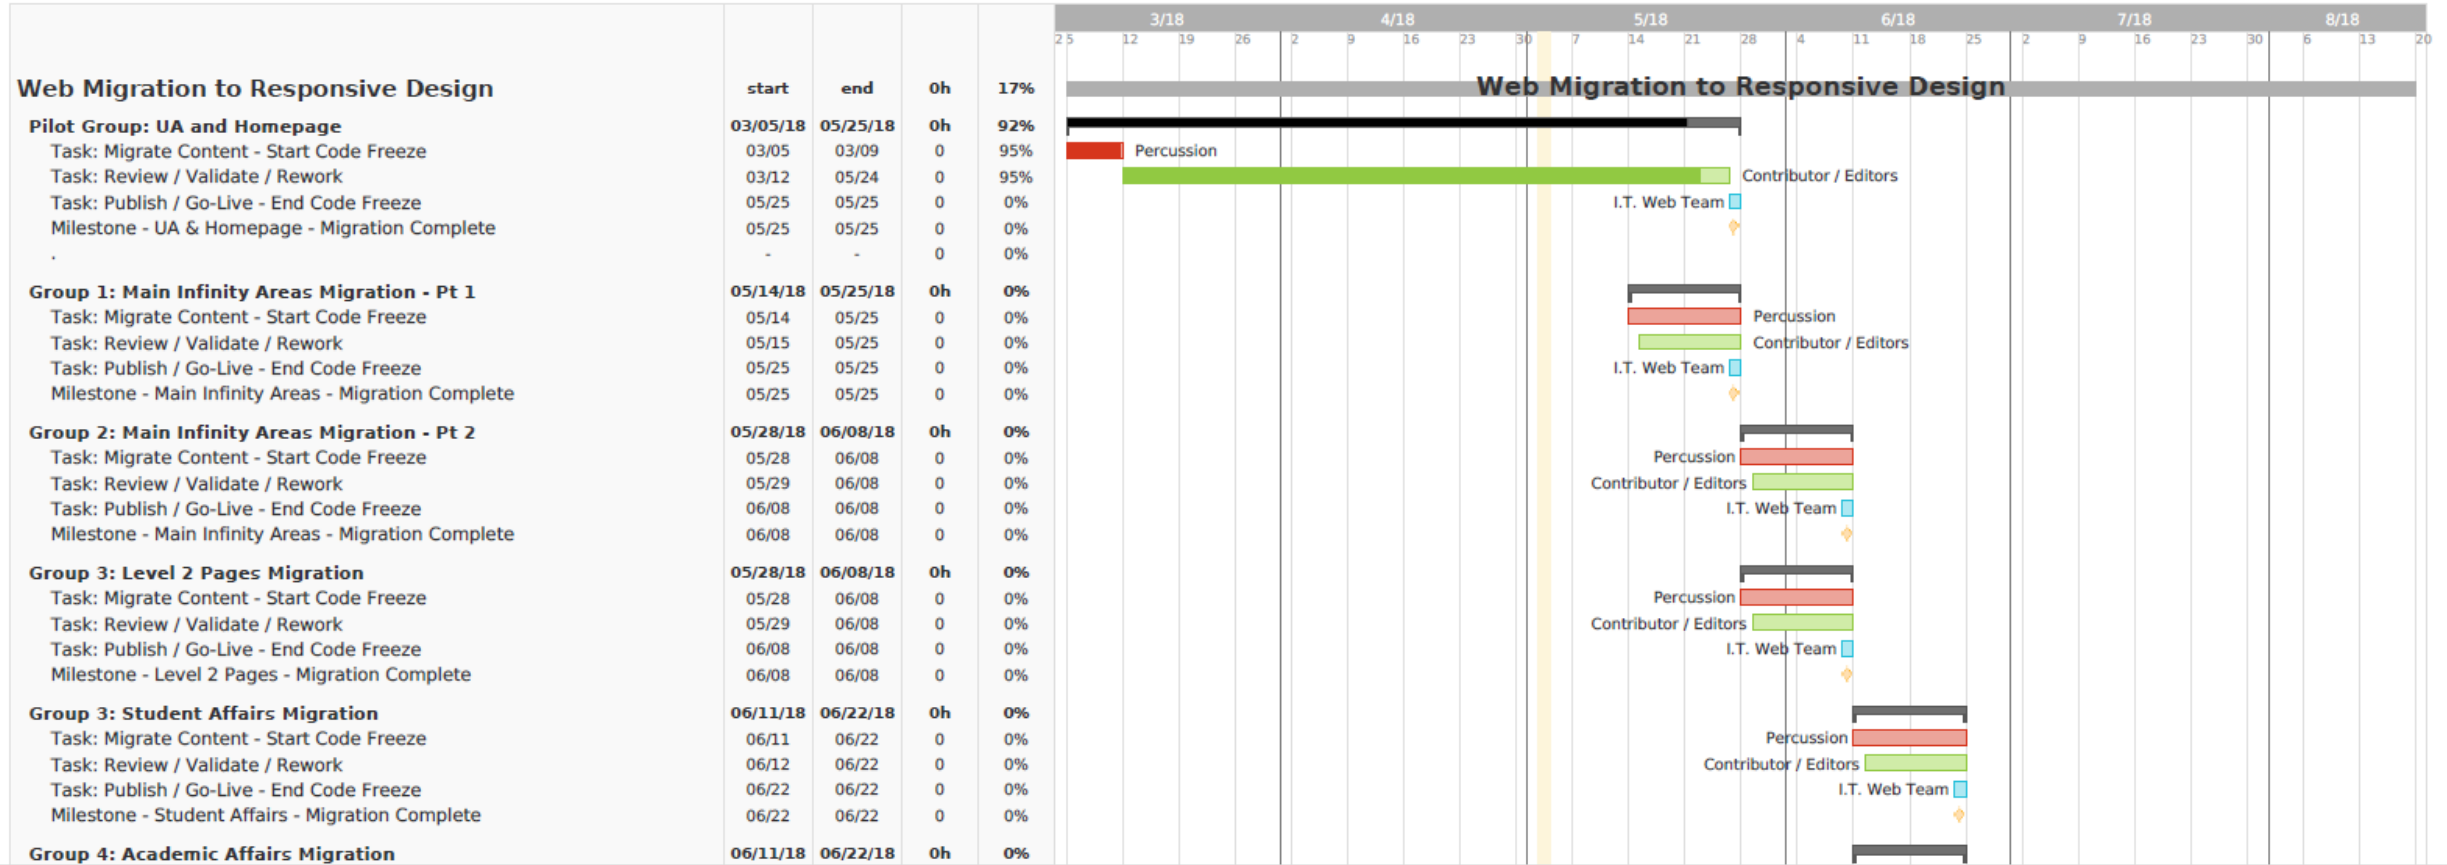 3/18 4/18 5/18 6/18 7/18 8/18
25 12 19 26 2 9 16 23 30 7 14 21 28 4 11 18 25 2 9 16 23 30 6 13 20
Web Migration to Responsive Design start end 0h 17% Web Migration to Responsive Design
Pilot Group: UA and Homepage 03/05/18 05/25/18 0h 92%
Task: Migrate Content - Start Code Freeze 03/05 03/09 0 95% Percussion
Task: Review / Validate / Rework 03/12 05/24 0 95% Contributor / Editors
Task: Publish / Go-Live - End Code Freeze 05/25 05/25 0 0% I.T. Web Team
Milestone - UA & Homepage - Migration Complete 05/25 05/25 0 0%
. - - 0 0%
Group 1: Main Infinity Areas Migration - Pt 1 05/14/18 05/25/18 0h 0%
Task: Migrate Content - Start Code Freeze 05/14 05/25 0 0% Percussion
Task: Review / Validate / Rework 05/15 05/25 0 0% Contributor / Editors
Task: Publish / Go-Live - End Code Freeze 05/25 05/25 0 0% I.T. Web Team
Milestone - Main Infinity Areas - Migration Complete 05/25 05/25 0 0%
Group 2: Main Infinity Areas Migration - Pt 2 05/28/18 06/08/18 0h 0%
Task: Migrate Content - Start Code Freeze 05/28 06/08 0 0% Percussion
Task: Review / Validate / Rework 05/29 06/08 0 0% Contributor / Editors
Task: Publish / Go-Live - End Code Freeze 06/08 06/08 0 0% I.T. Web Team
Milestone - Main Infinity Areas - Migration Complete 06/08 06/08 0 0%
Group 3: Level 2 Pages Migration 05/28/18 06/08/18 0h 0%
Task: Migrate Content - Start Code Freeze 05/28 06/08 0 0% Percussion
Task: Review / Validate / Rework 05/29 06/08 0 0% Contributor / Editors
Task: Publish / Go-Live - End Code Freeze 06/08 06/08 0 0% I.T. Web Team
Milestone - Level 2 Pages - Migration Complete 06/08 06/08 0 0%
Group 3: Student Affairs Migration 06/11/18 06/22/18 0h 0%
Task: Migrate Content - Start Code Freeze 06/11 06/22 0 0% Percussion
Task: Review / Validate / Rework 06/12 06/22 0 0% Contributor / Editors
Task: Publish / Go-Live - End Code Freeze 06/22 06/22 0 0% I.T. Web Team
Milestone - Student Affairs - Migration Complete 06/22 06/22 0 0%
Group 4: Academic Affairs Migration 06/11/18 06/22/18 0h 0%